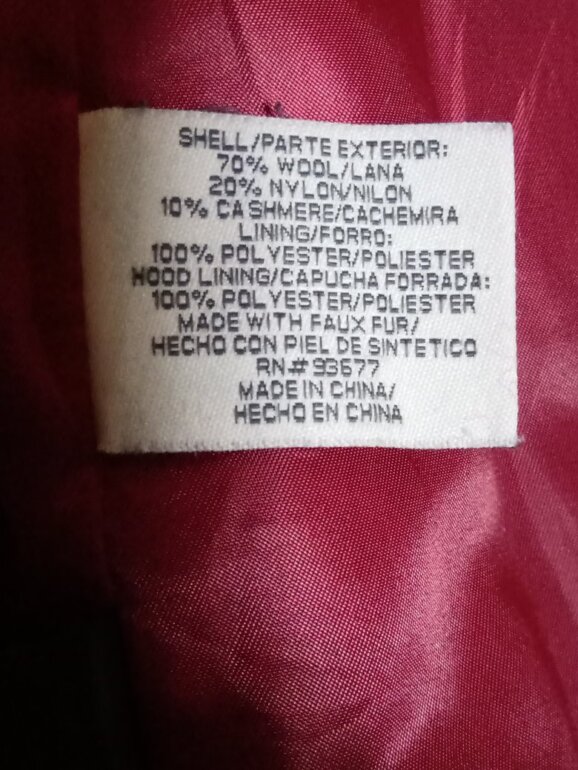 SHELL/PARTE EXTERIOR:
70% WOOL/LANA
20% NYLON/NILON
10% CASHMERE/CACHEMIRA
LINING/FORRO:
100% POLYESTER/POLIESTER
HOOD LINING/CAPUCHA FORRADA:
100% POLYESTER/POLIESTER
MADE WITH FAUX FUR/
HECHO CON PIEL DE SINTETICO
RN#93677
MADE IN CHINA/
HECHO EN CHINA